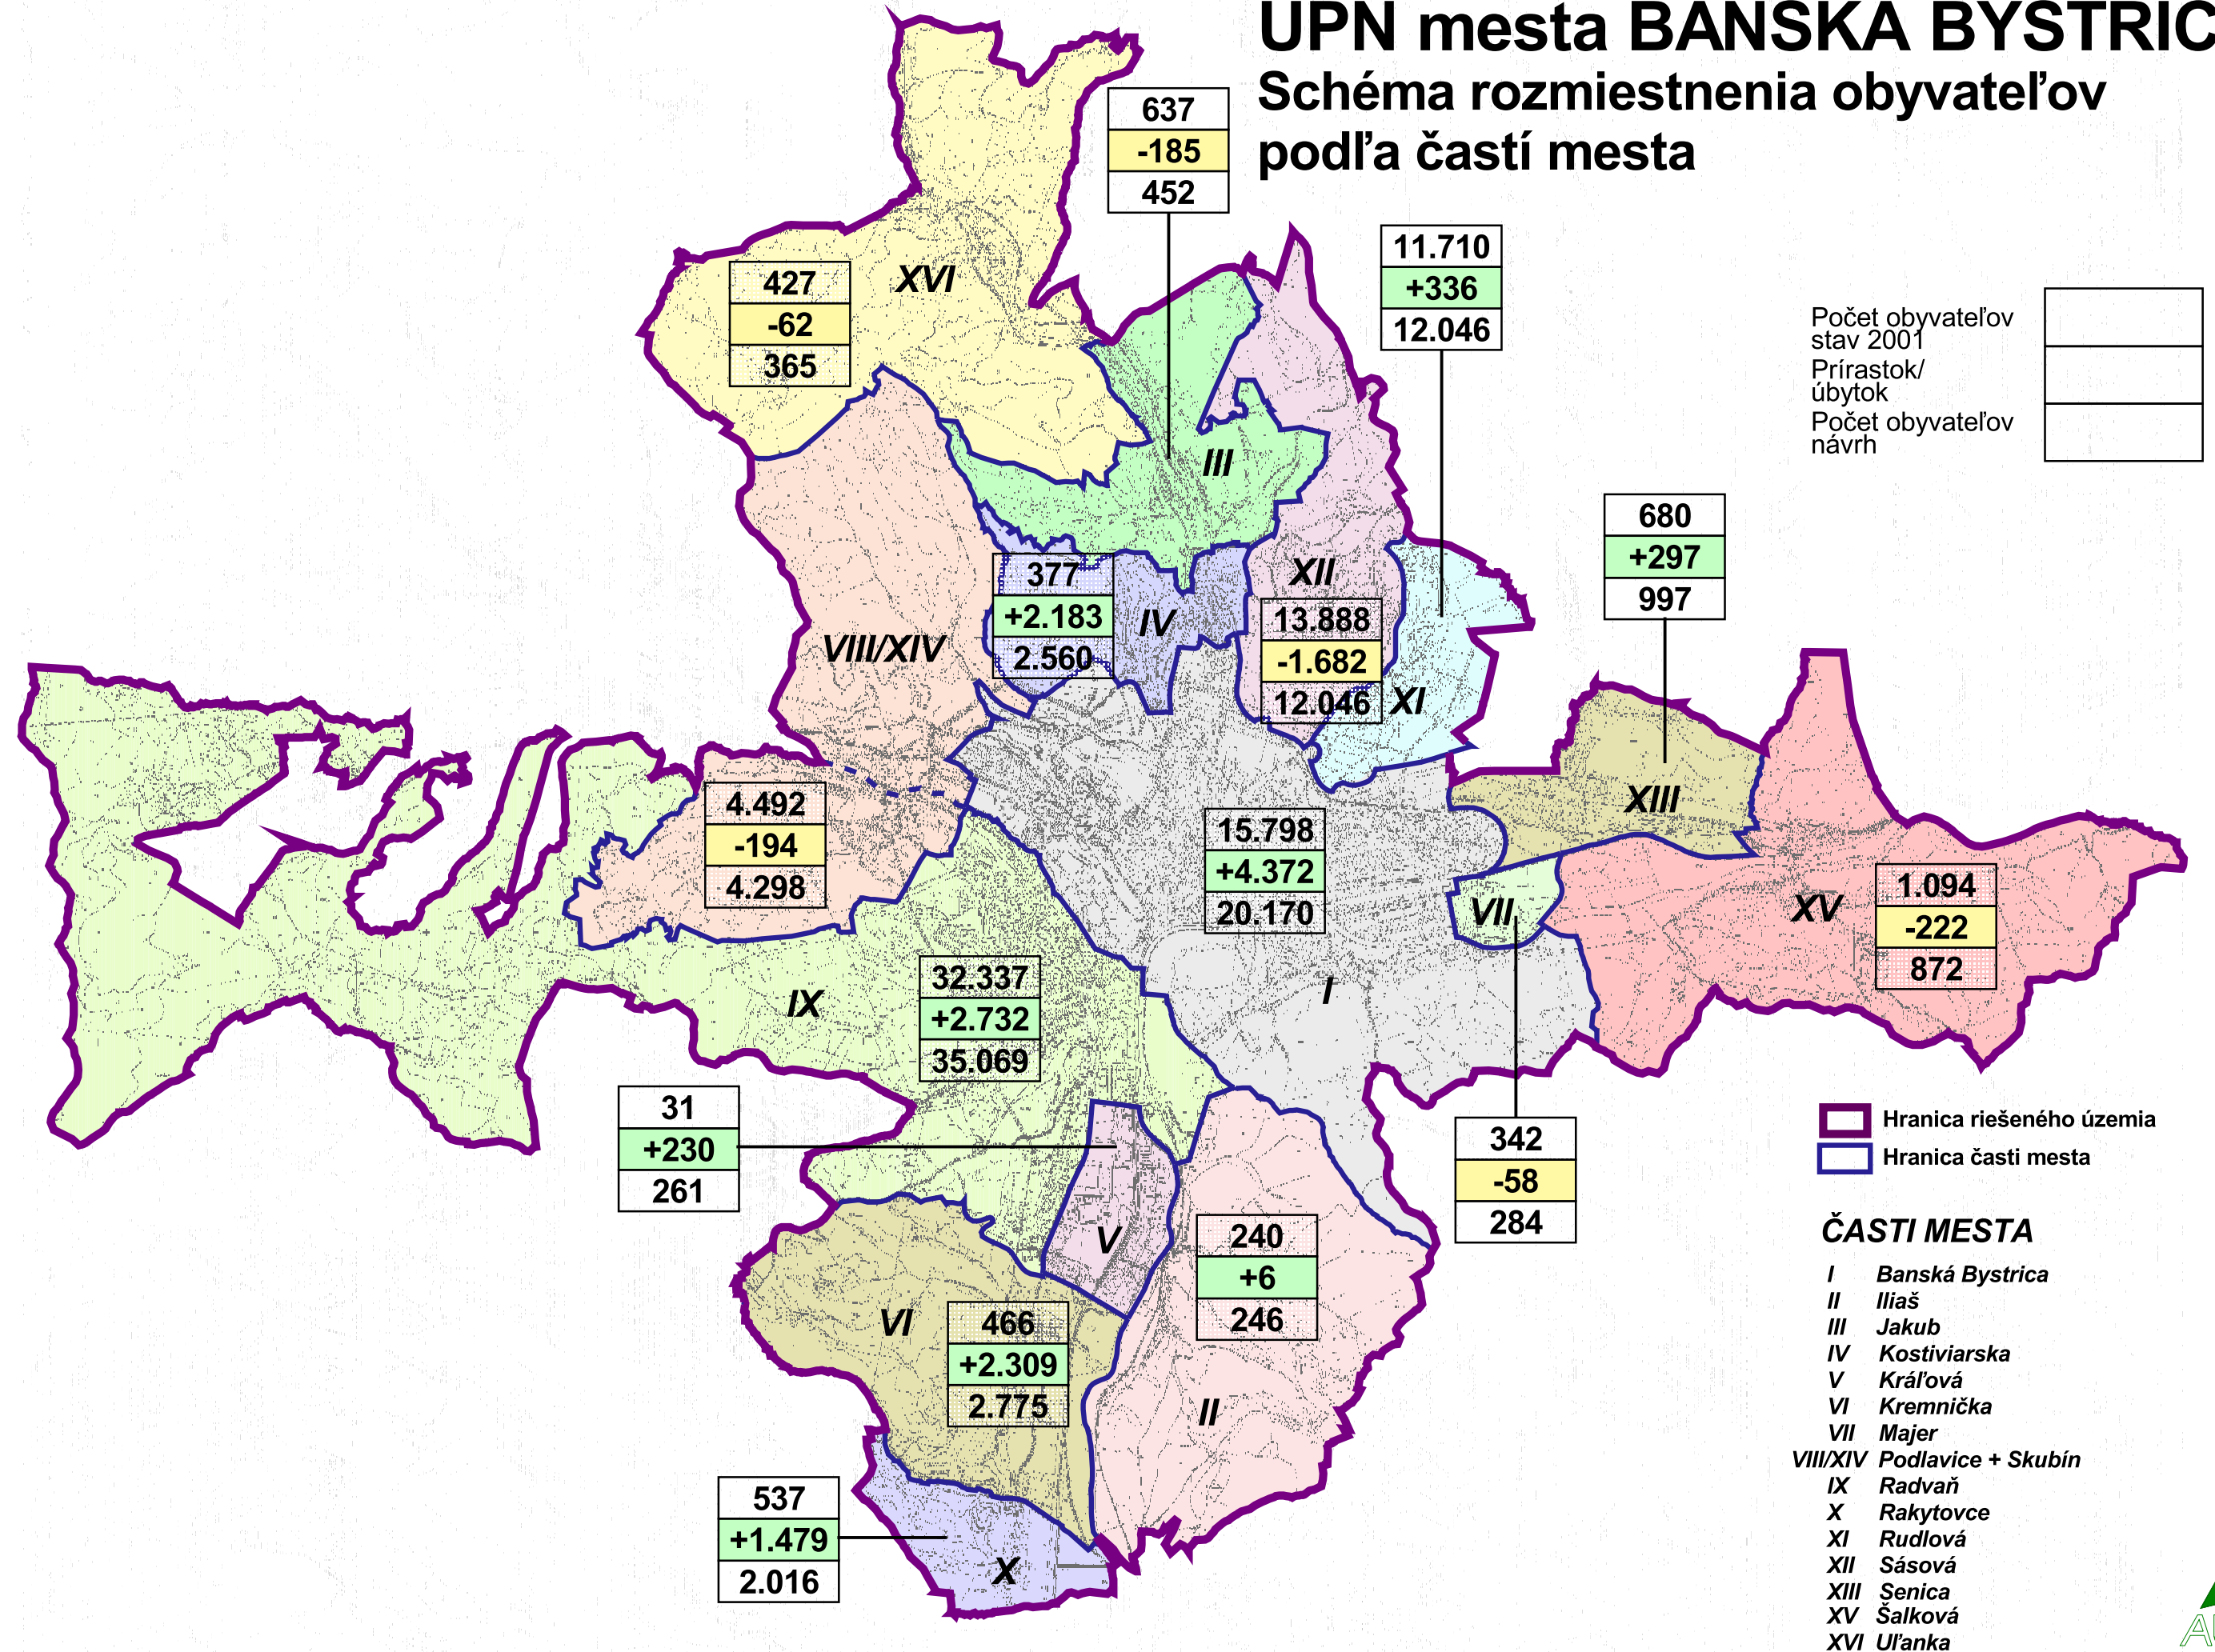 ÚPN mesta BANSKÁ BYSTRIC
Schéma rozmiestnenia obyvateľov
podľa častí mesta
637
-185
452
11.710
+336
12.046
427
-62
365
XVI
Počet obyvateľov
stav 2001
Prírastok/
úbytok
Počet obyvateľov
návrh
III
680
+297
997
377
+2.183
2.560
IV
XII
13.888
-1.682
12.046
XI
VIII/XIV
4.492
-194
4.298
15.798
+4.372
20.170
I
XIII
VII
XV
1.094
-222
872
IX
32.337
+2.732
35.069
31
+230
261
342
-58
284
V
240
+6
246
II
VI
466
+2.309
2.775
537
+1.479
2.016
X
Hranica riešeného územia
Hranica časti mesta
ČASTI MESTA
I Banská Bystrica
II Iliaš
III Jakub
IV Kostiviarska
V Kráľová
VI Kremnička
VII Majer
VIII/XIV Podlavice + Skubín
IX Radvaň
X Rakytovce
XI Rudlová
XII Sásová
XIII Senica
XV Šalková
XVI Uľanka